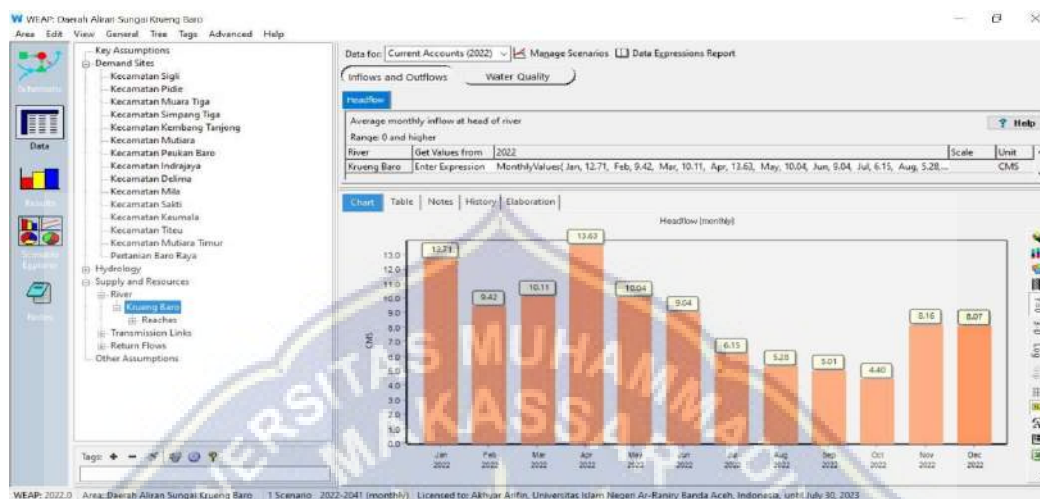 WEAP: Daerah Aliran Sungai Krueng Baro
Area Edit View General Tree Tags Advanced Help
Data
Key Assumptions
Demand Sites
Kecamatan Sigli
Kecamatan Pidie
Kecamatan Muara Tiga
Kecamatan Simpang Tiga
Kecamatan Kembang Tanjong
Kecamatan Mutiara
Kecamatan Peukan Baro
Kecamatan Indrajaya
Kecamatan Delima
Kecamatan Mila
Kecamatan Sakti
Kecamatan Keumala
Kecamatan Titeu
Kecamatan Mutiara Timur
Pertanian Baro Raya
Hydrology
Supply and Resources
River
Krueng Baro
Reaches
Transmission Links
Return Flows
Other Assumptions
Tags:
Data for: Current Accounts (2022) Manage Scenarios Data Expressions Report
Inflows and Outflows Water Quality
Headflow
Average monthly inflow at head of river
? Help
Range: 0 and higher
River Get Values from 2022 Scale Unit
Krueng Baro Enter Expression MonthlyValues( Jan, 12.71, Feb, 9.42, Mar, 10.11, Apr, 13.63, May, 10.04, Jun, 9.04, Jul, 6.15, Aug, 5.28,... CMS
Chart Table Notes History Elaboration
Headflow (monthly)
13.0
12.0
11.0
10.0
9.0
8.0
7.0
6.0
5.0
4.0
3.0
2.0
1.0
0.0
CMS
12.71 9.42 10.11 13.63 10.04 9.04 6.15 5.28 5.01 4.40 8.16 8.07
Jan Feb Mar Apr May Jun Jul Aug Sep Oct Nov Dec
2022 2022 2022 2022 2022 2022 2022 2022 2022 2022 2022 2022
WEAP: 2022.0 Area: Daerah Aliran Sungai Krueng Baro 1 Scenario 2022-2041 (monthly) Licensed to: Akhyar Arifin, Universitas Islam Negeri Ar-Raniry Banda Aceh, Indonesia, until July 30, 2023